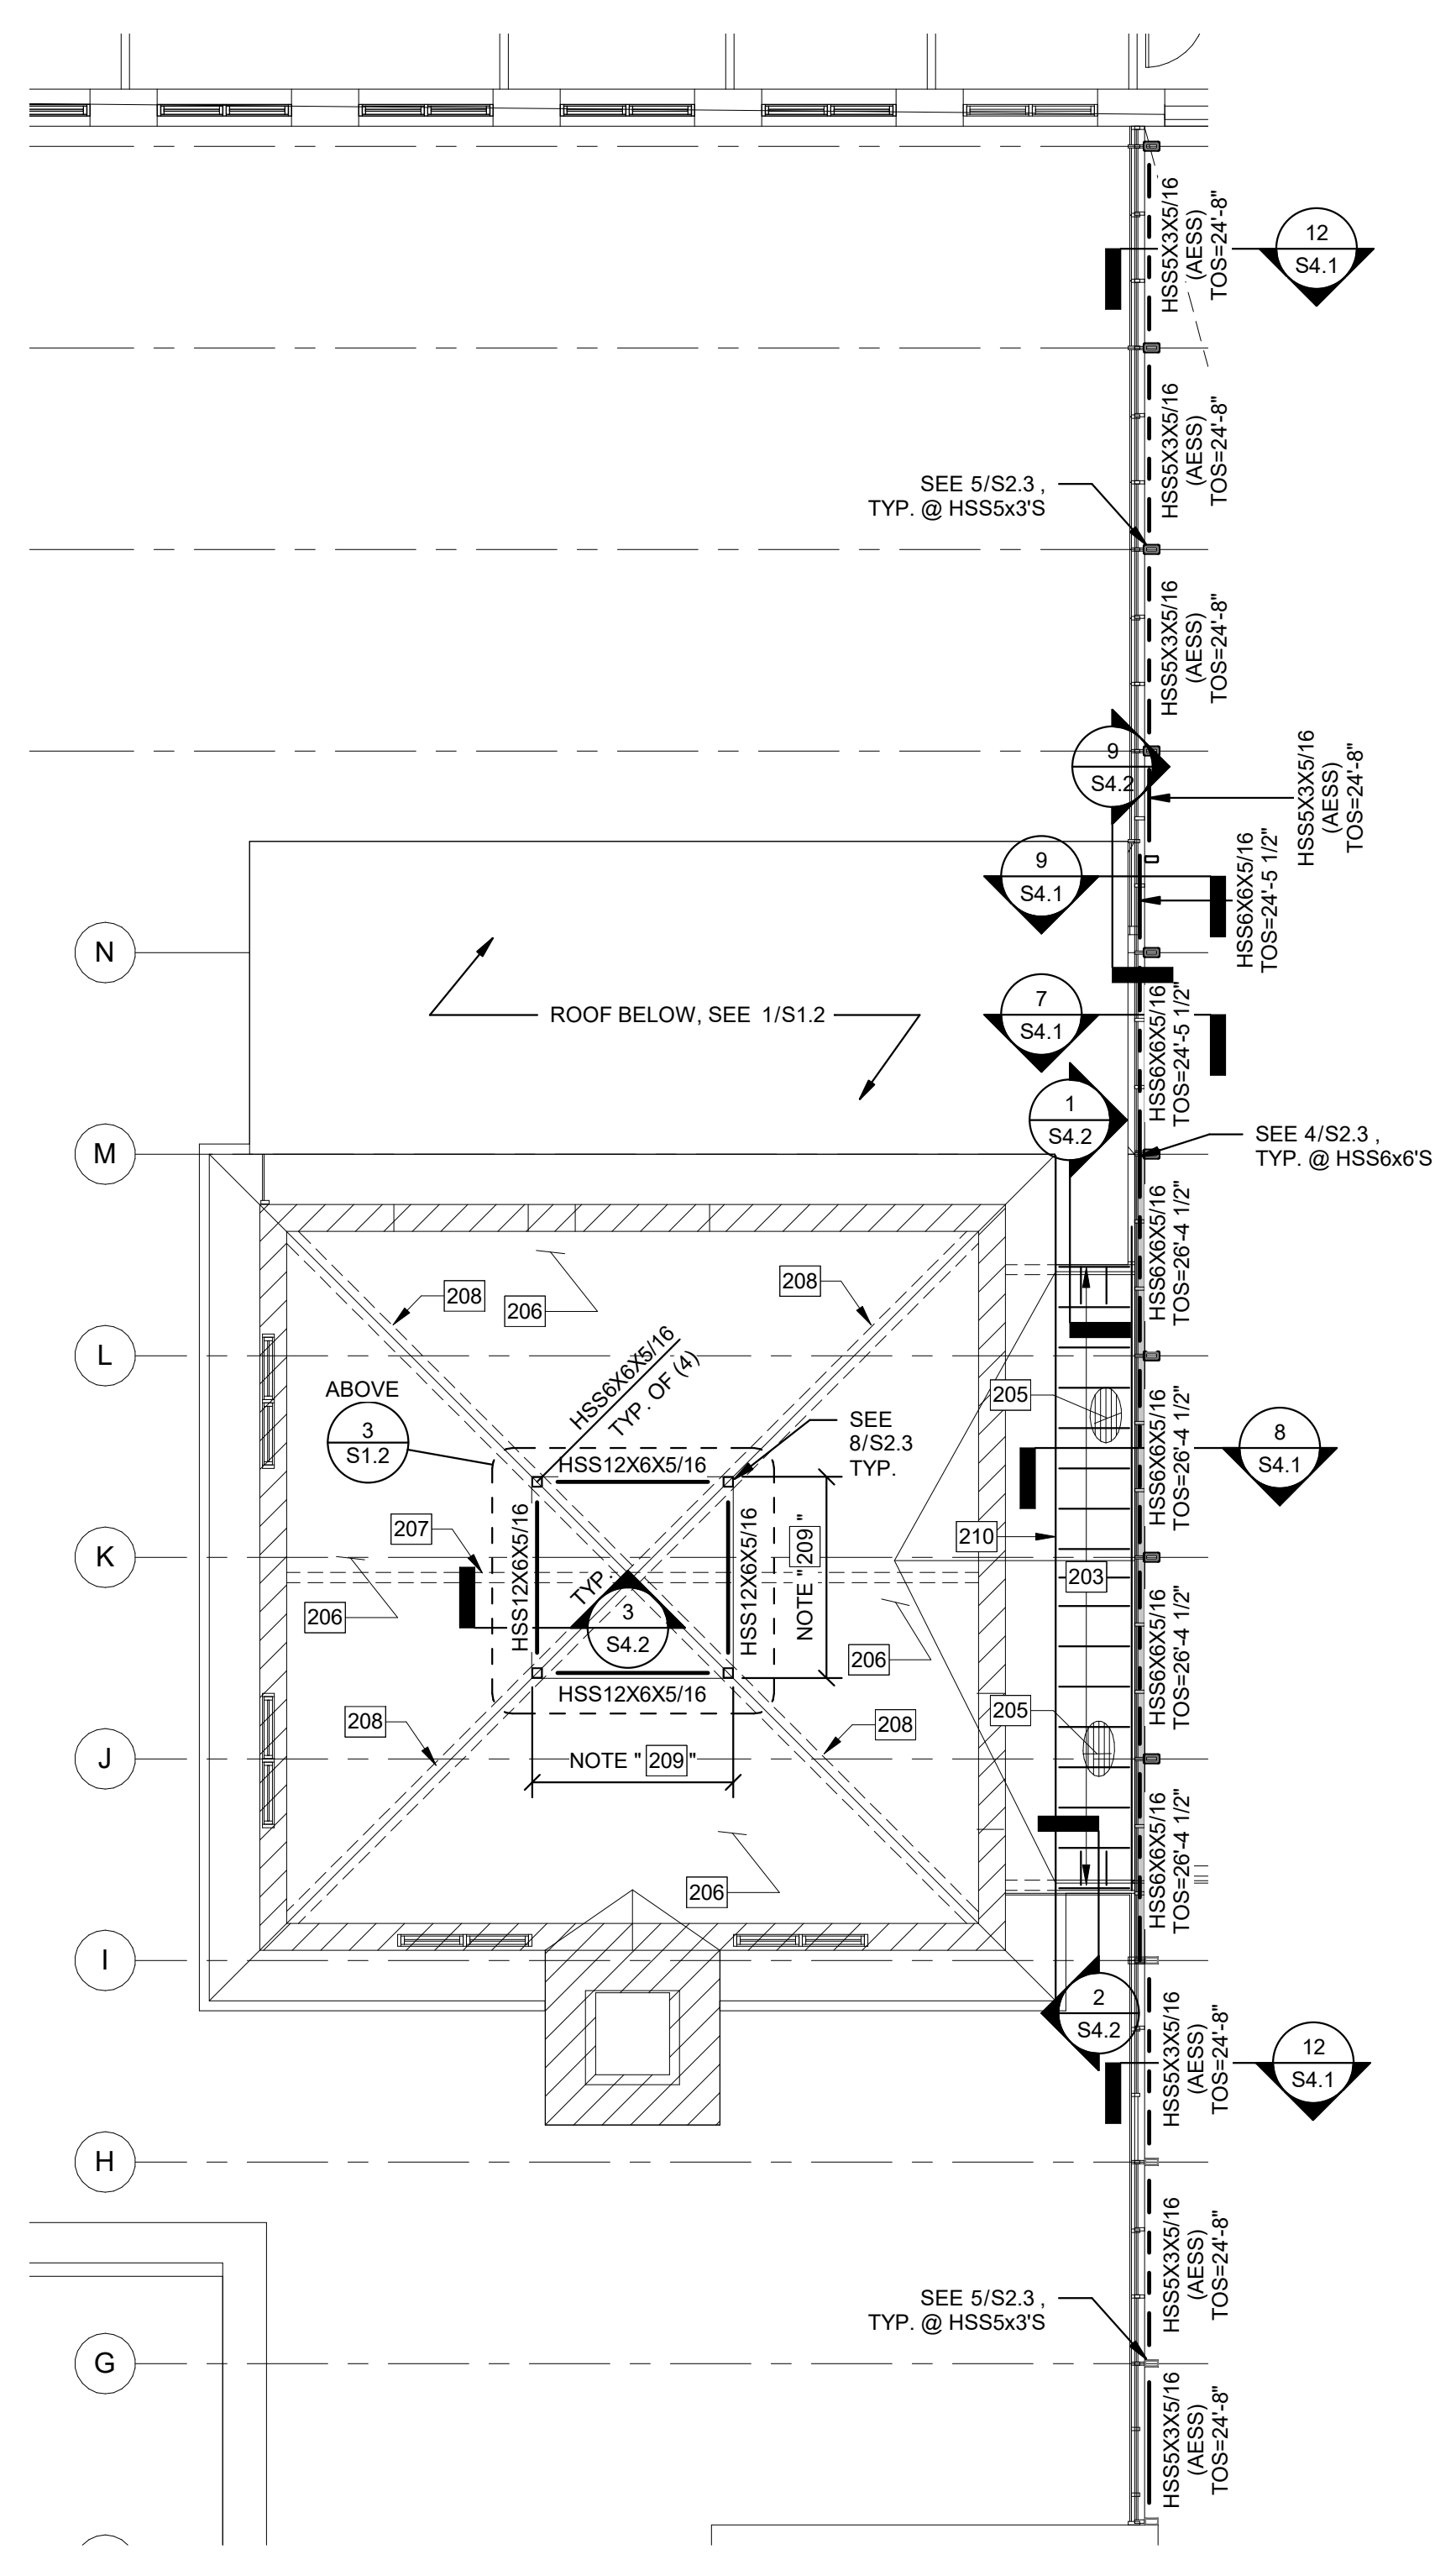 HSS5X3X5/16
(AESS)
TOS=24'-8"
12
S4.1
HSS5X3X5/16
(AESS)
TOS=24'-8"
SEE 5/S2.3 ,
TYP. @ HSS5x3'S
HSS5X3X5/16
(AESS)
TOS=24'-8"
9
S4.2
HSS5X3X5/16
(AESS)
TOS=24'-8"
9
S4.1
HSS6X6X5/16
TOS=24'-5 1/2"
N
ROOF BELOW, SEE 1/S1.2
7
S4.1
HSS6X6X5/16
TOS=24'-5 1/2"
1
S4.2
M
SEE 4/S2.3 ,
TYP. @ HSS6x6'S
HSS6X6X5/16
TOS=26'-4 1/2"
208
206
208
L
HSS6X6X5/16
TYP. OF (4)
ABOVE
3
S1.2
SEE
8/S2.3
TYP.
205
HSS6X6X5/16
TOS=26'-4 1/2"
8
S4.1
HSS12X6X5/16
HSS12X6X5/16
HSS12X6X5/16
NOTE "209"
207
210
K
203
TYP.
3
S4.2
206
206
HSS6X6X5/16
TOS=26'-4 1/2"
HSS12X6X5/16
205
208
208
J
NOTE "209"
HSS6X6X5/16
TOS=26'-4 1/2"
206
I
2
S4.2
HSS5X3X5/16
(AESS)
TOS=24'-8"
12
S4.1
H
HSS5X3X5/16
(AESS)
TOS=24'-8"
SEE 5/S2.3 ,
TYP. @ HSS5x3'S
G
HSS5X3X5/16
(AESS)
TOS=24'-8"